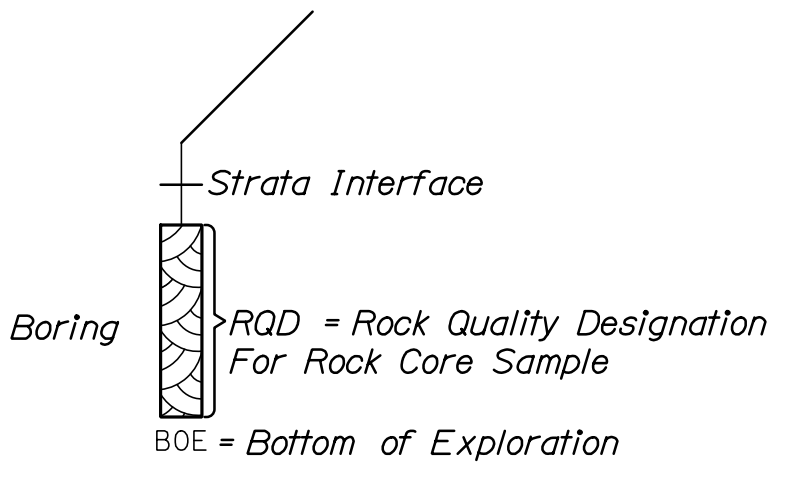 Strata Interface
Boring
RQD = Rock Quality Designation
For Rock Core Sample
BOE = Bottom of Exploration